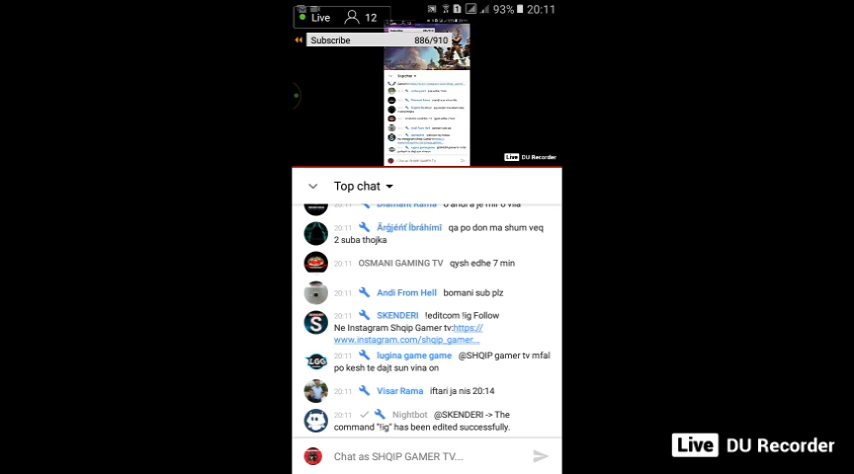 Live 12
93% 20:11
Subscribe 886/910
Live DU Recorder
Top chat
Diamant Rama
20:11 Ãrğjéñť Íbráhímî qa po don ma shum veq
2 suba thojka
20:11 OSMANI GAMING TV qysh edhe 7 min
20:11 Andi From Hell bomani sub plz
20:11 SKENDERI !editcom !ig Follow
Ne Instagram Shqip Gamer tv:https://
www.instagram.com/shqip_gamer...
20:11 lugina game game @SHQIP gamer tv mfal
po kesh te dajt sun vina on
20:11 Visar Rama iftari ja nis 20:14
20:11 Nightbot @SKENDERI -> The
command "!ig" has been edited successfully.
Chat as SHQIP GAMER TV...
Live DU Recorder